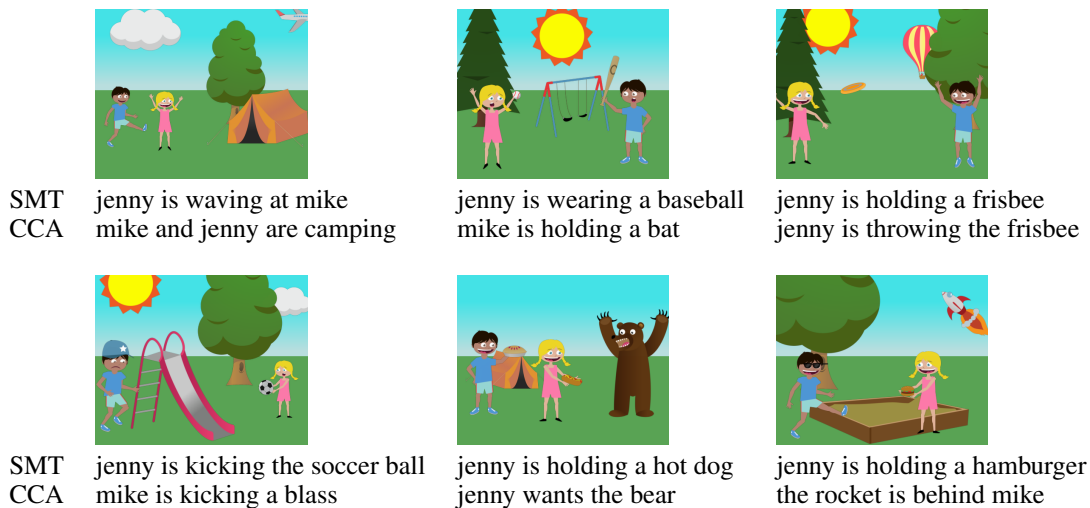 SMT jenny is waving at mike jenny is wearing a baseball jenny is holding a frisbee
CCA mike and jenny are camping mike is holding a bat jenny is throwing the frisbee
SMT jenny is kicking the soccer ball jenny is holding a hot dog jenny is holding a hamburger
CCA mike is kicking a blass jenny wants the bear the rocket is behind mike